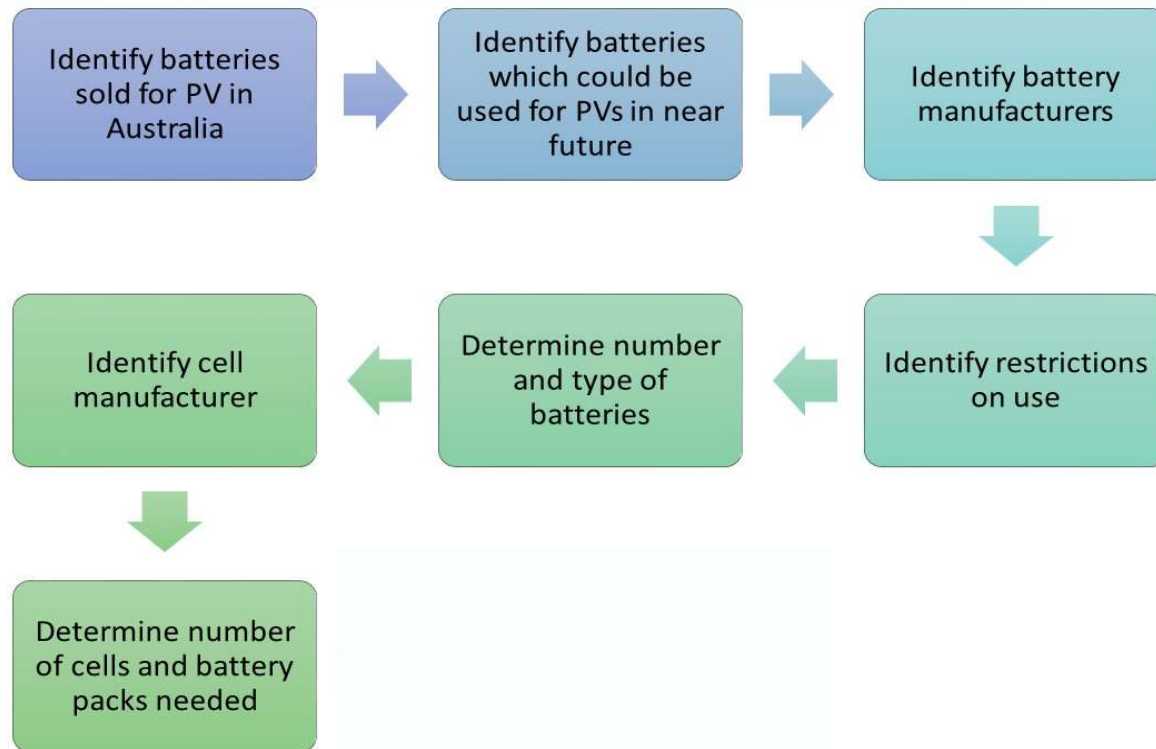 Identify batteries
sold for PV in
Australia
Identify batteries
which could be
used for PVs in near
future
Identify battery
manufacturers
Identify restrictions
on use
Determine number
and type of
batteries
Identify cell
manufacturer
Determine number
of cells and battery
packs needed